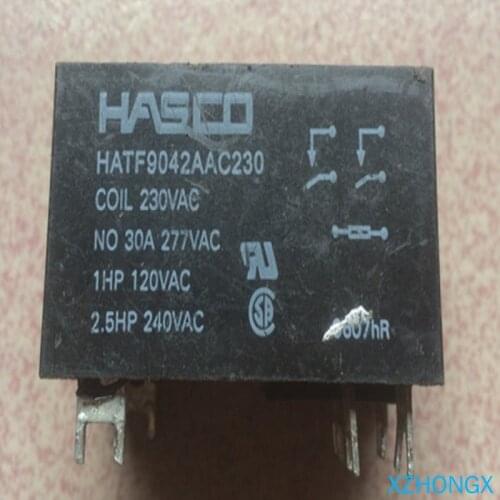 HASCO
HATF9042AAC230
COIL 230VAC
NO 30A 277VAC
1HP 120VAC
2.5HP 240VAC
XZHONGX